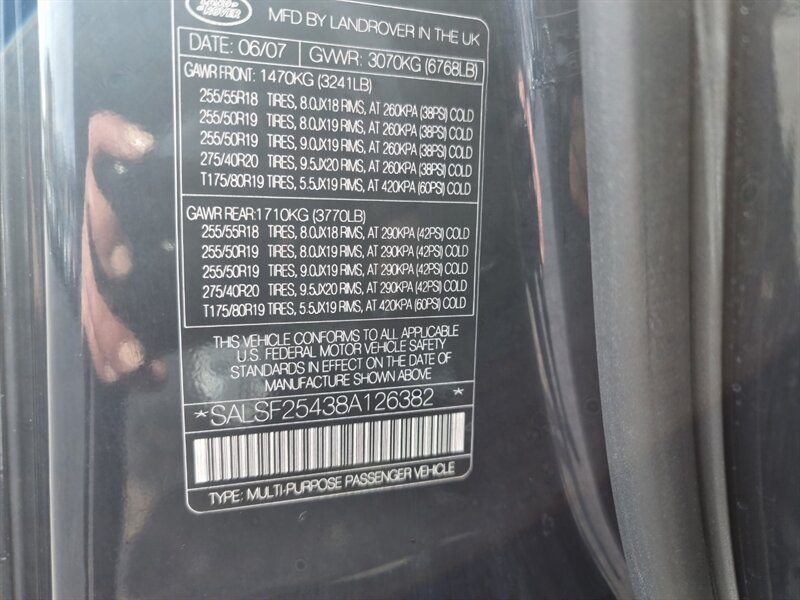 LAND
ROVER
MFD BY LANDROVER IN THE UK
DATE: 06/07 GVWR: 3070KG (6768LB)
GAWR FRONT: 1470KG (3241LB)
255/55R18 TIRES, 8.0JX18 RIMS, AT 260KPA (38PSI) COLD
255/50R19 TIRES, 8.0JX19 RIMS, AT 260KPA (38PSI) COLD
255/50R19 TIRES, 9.0JX19 RIMS, AT 260KPA (38PSI) COLD
275/40R20 TIRES, 9.5JX20 RIMS, AT 260KPA (38PSI) COLD
T175/80R19 TIRES, 5.5JX19 RIMS, AT 420KPA (60PSI) COLD
GAWR REAR: 1710KG (3770LB)
255/55R18 TIRES, 8.0JX18 RIMS, AT 290KPA (42PSI) COLD
255/50R19 TIRES, 8.0JX19 RIMS, AT 290KPA (42PSI) COLD
255/50R19 TIRES, 9.0JX19 RIMS, AT 290KPA (42PSI) COLD
275/40R20 TIRES, 9.5JX20 RIMS, AT 290KPA (42PSI) COLD
T175/80R19 TIRES, 5.5JX19 RIMS, AT 420KPA (60PSI) COLD
THIS VEHICLE CONFORMS TO ALL APPLICABLE
U.S. FEDERAL MOTOR VEHICLE SAFETY
STANDARDS IN EFFECT ON THE DATE OF
MANUFACTURE SHOWN ABOVE
* SALSF25438A126382 *
TYPE: MULTI-PURPOSE PASSENGER VEHICLE